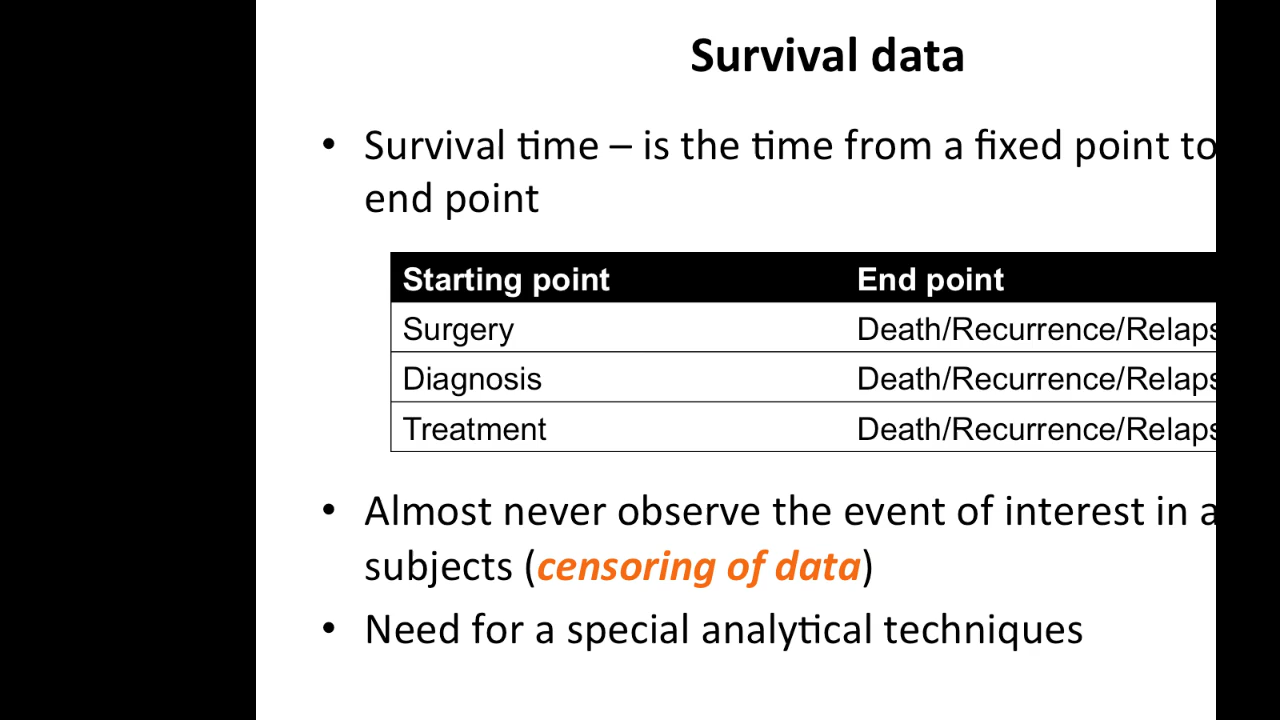 Survival data
• Survival time – is the time from a fixed point to
end point
Starting point End point
Surgery Death/Recurrence/Relaps
Diagnosis Death/Recurrence/Relaps
Treatment Death/Recurrence/Relaps
• Almost never observe the event of interest in a
subjects (censoring of data)
• Need for a special analytical techniques